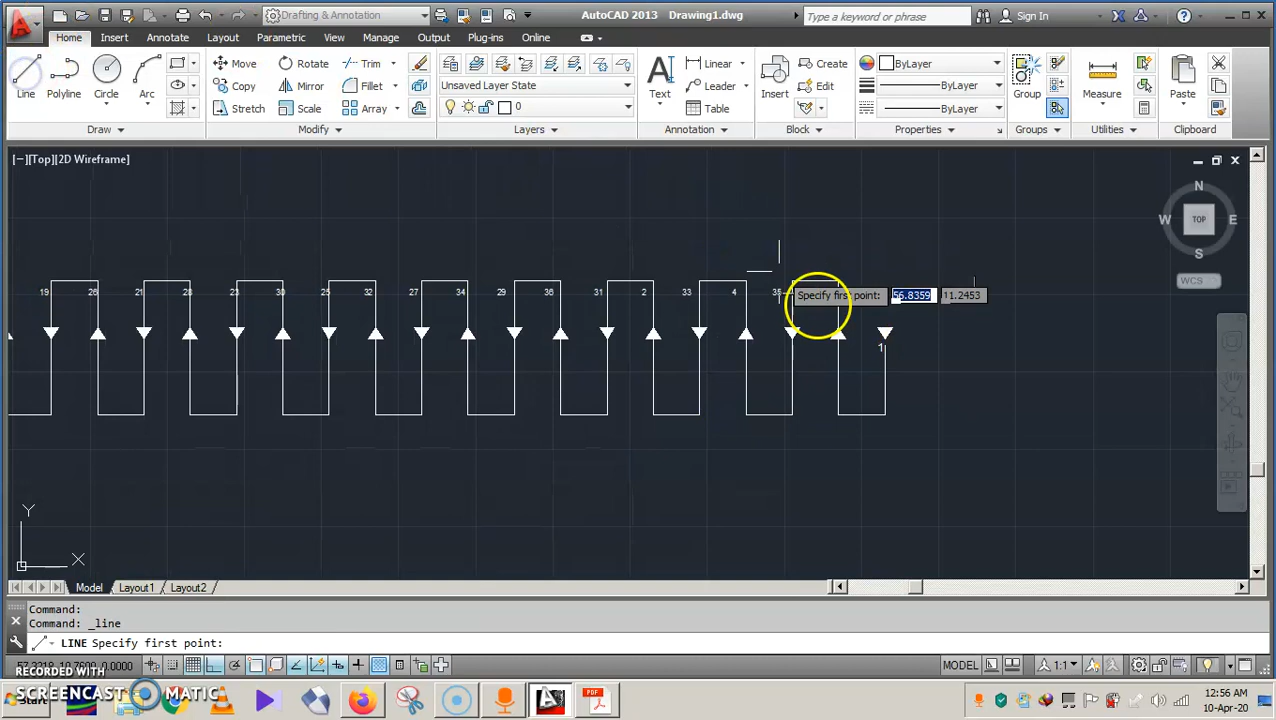 Drafting & Annotation
AutoCAD 2013 Drawing1.dwg
Type a keyword or phrase
Sign In
Home Insert Annotate Layout Parametric View Manage Output Plug-ins Online
Line Polyline Circle Arc
Move Rotate Trim
Copy Mirror Fillet
Stretch Scale Array
Unsaved Layer State
0
Text
Linear
Leader
Table
Insert
Create
Edit
ByLayer
ByLayer
ByLayer
Group
Measure
Paste
Draw Modify Layers Annotation Block Properties Groups Utilities Clipboard
[−][Top][2D Wireframe]
N
W TOP E
S
WCS
19 21 23 25 27 34 29 31 2 33 4 35
Specify first point: 56.8359 11.2453
1
Y
X
Model Layout1 Layout2
Command:
Command: _line
LINE Specify first point:
MODEL 1:1
RECORDED WITH
SCREENCAST MATIC
Start
PDF
12:56 AM
10-Apr-20